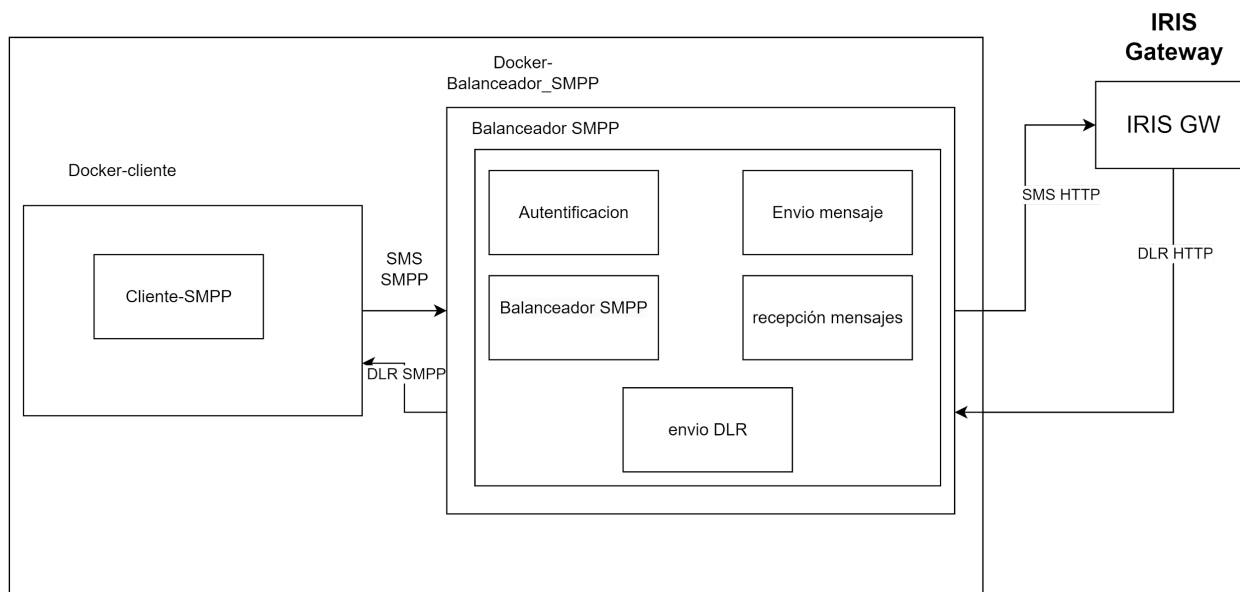 IRIS
Gateway
IRIS GW
Docker-
Balanceador_SMPP
Balanceador SMPP
Docker-cliente
Autentificacion
Envio mensaje
SMS HTTP
DLR HTTP
SMS
SMPP
Cliente-SMPP
Balanceador SMPP
recepción mensajes
DLR SMPP
envio DLR